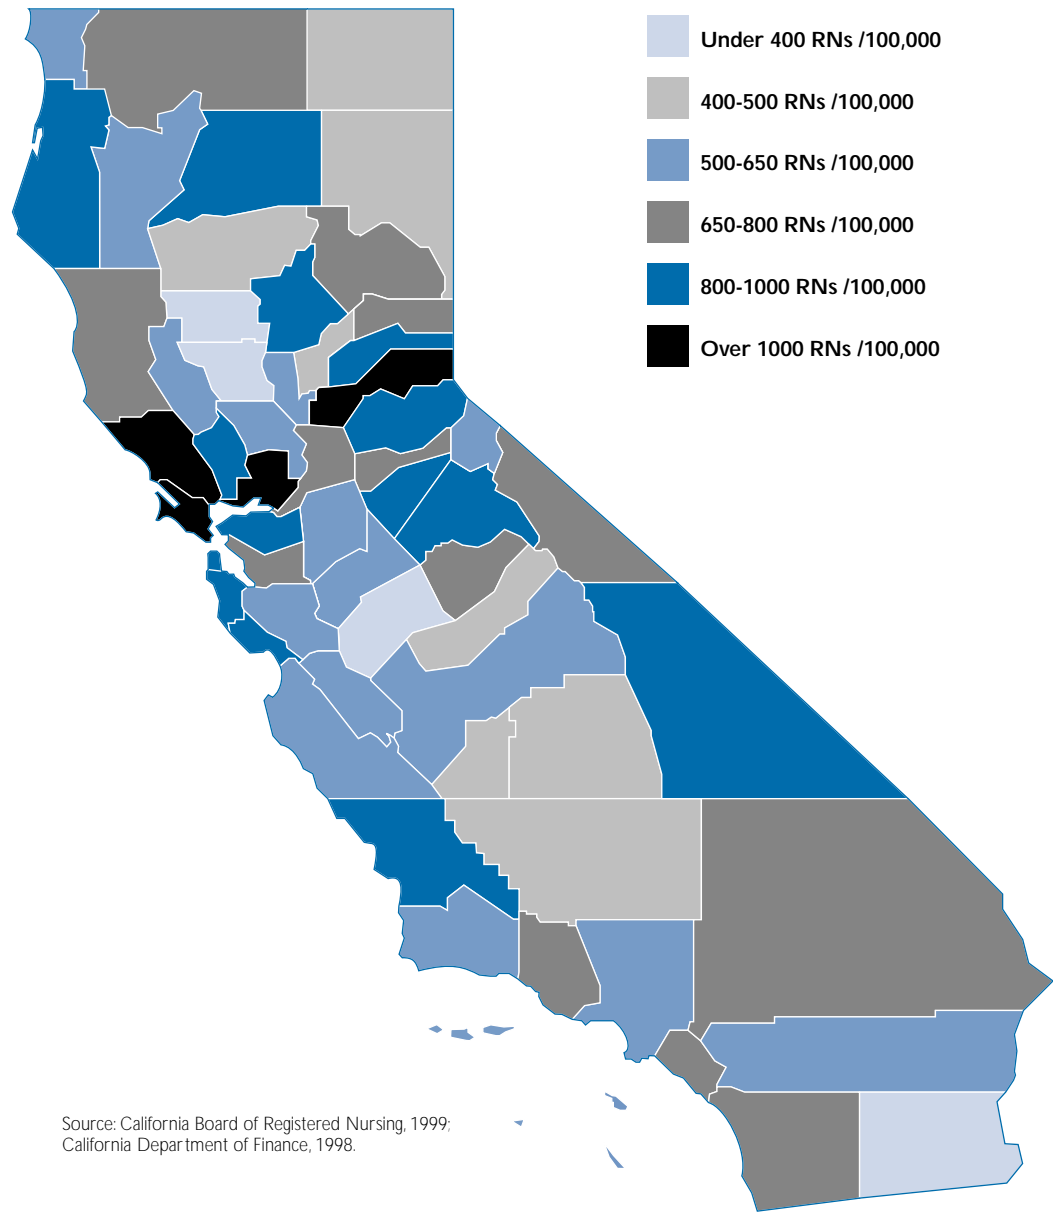 Under 400 RNs /100,000
400-500 RNs /100,000
500-650 RNs /100,000
650-800 RNs /100,000
800-1000 RNs /100,000
Over 1000 RNs /100,000
Source: California Board of Registered Nursing, 1999;
California Department of Finance, 1998.